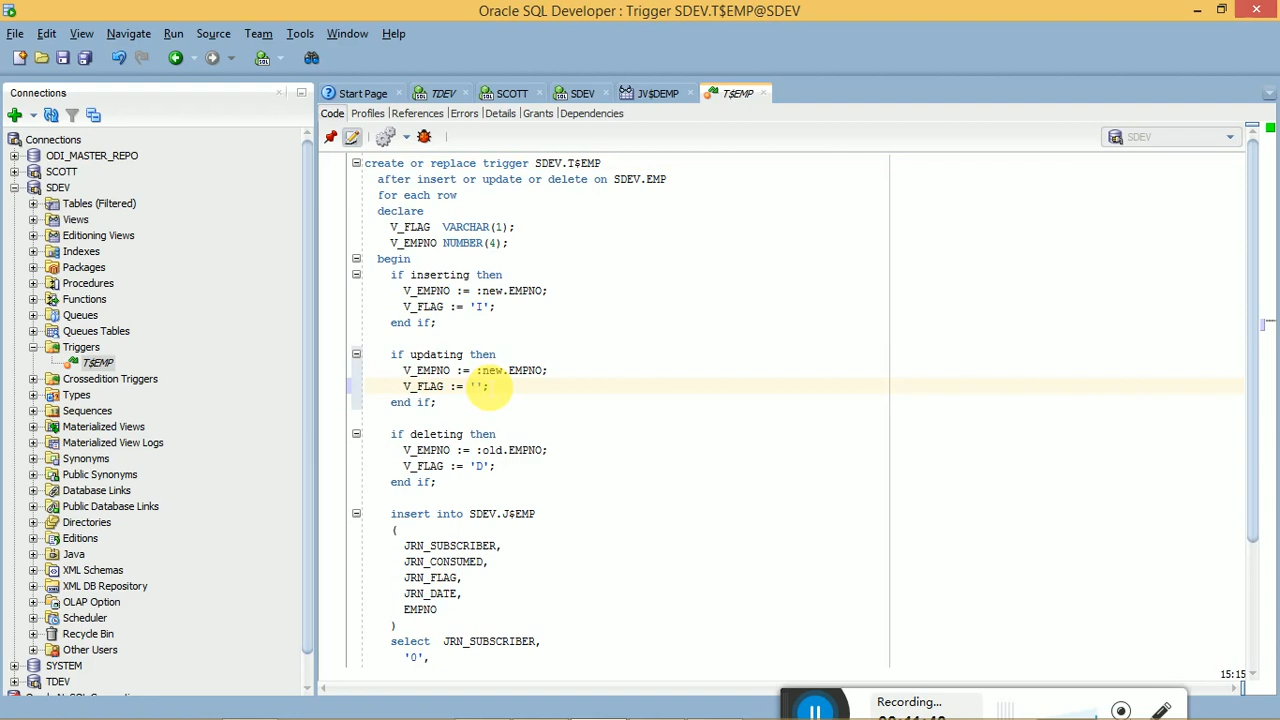 Oracle SQL Developer : Trigger SDEV.T$EMP@SDEV
File Edit View Navigate Run Source Team Tools Window Help
Connections
Start Page TDEV SCOTT SDEV JV$DEMP T$EMP
Code Profiles References Errors Details Grants Dependencies
SDEV
Connections
ODI_MASTER_REPO
SCOTT
SDEV
Tables (Filtered)
Views
Editioning Views
Indexes
Packages
Procedures
Functions
Queues
Queues Tables
Triggers
T$EMP
Crossedition Triggers
Types
Sequences
Materialized Views
Materialized View Logs
Synonyms
Public Synonyms
Database Links
Public Database Links
Directories
Editions
Java
XML Schemas
XML DB Repository
OLAP Option
Scheduler
Recycle Bin
Other Users
SYSTEM
TDEV
create or replace trigger SDEV.T$EMP
after insert or update or delete on SDEV.EMP
for each row
declare
V_FLAG VARCHAR(1);
V_EMPNO NUMBER(4);
begin
if inserting then
V_EMPNO := :new.EMPNO;
V_FLAG := 'I';
end if;
if updating then
V_EMPNO := :new.EMPNO;
V_FLAG := '';
end if;
if deleting then
V_EMPNO := :old.EMPNO;
V_FLAG := 'D';
end if;
insert into SDEV.J$EMP
(
JRN_SUBSCRIBER,
JRN_CONSUMED,
JRN_FLAG,
JRN_DATE,
EMPNO
)
select JRN_SUBSCRIBER,
'0',
15:15
Recording...